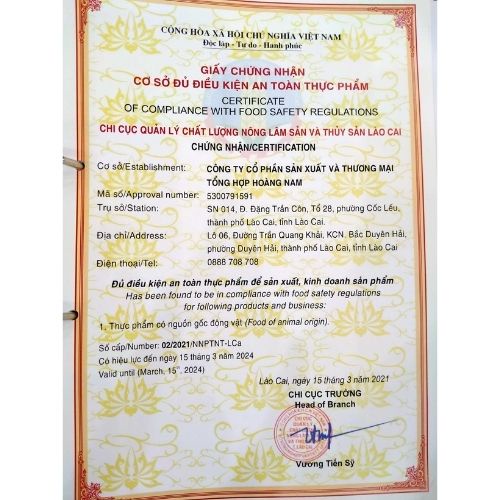 CỘNG HÒA XÃ HỘI CHỦ NGHĨA VIỆT NAM
Độc lập - Tự do - Hạnh phúc
GIẤY CHỨNG NHẬN
CƠ SỞ ĐỦ ĐIỀU KIỆN AN TOÀN THỰC PHẨM
CERTIFICATE
OF COMPLIANCE WITH FOOD SAFETY REGULATIONS
CHI CỤC QUẢN LÝ CHẤT LƯỢNG NÔNG LÂM SẢN VÀ THỦY SẢN LÀO CAI
CHỨNG NHẬN/CERTIFICATION
Cơ sở/Establishment: CÔNG TY CỔ PHẦN SẢN XUẤT VÀ THƯƠNG MẠI
TỔNG HỢP HOÀNG NAM
Mã số/Approval number: 5300791591
Trụ sở/Station: SN 014, Đ. Đặng Trần Côn, Tổ 28, phường Cốc Lếu,
thành phố Lào Cai, tỉnh Lào Cai.
Địa chỉ/Address: Lô 06, Đường Trần Quang Khải, KCN. Bắc Duyên Hải,
phường Duyên Hải, thành phố Lào Cai, tỉnh Lào Cai
Điện thoại/Tel: 0888 708 708
Đủ điều kiện an toàn thực phẩm để sản xuất, kinh doanh sản phẩm
Has been found to be in compliance with food safety regulations
for following products and business:
1. Thực phẩm có nguồn gốc động vật (Food of animal origin).
Số cấp/Number: 02/2021/NNPTNT-LCa
Có hiệu lực đến ngày 15 tháng 3 năm 2024
Valid until (March, 15th, 2024)
Lào Cai, ngày 15 tháng 3 năm 2021
CHI CỤC TRƯỞNG
Head of Branch
Vương Tiến Sỹ